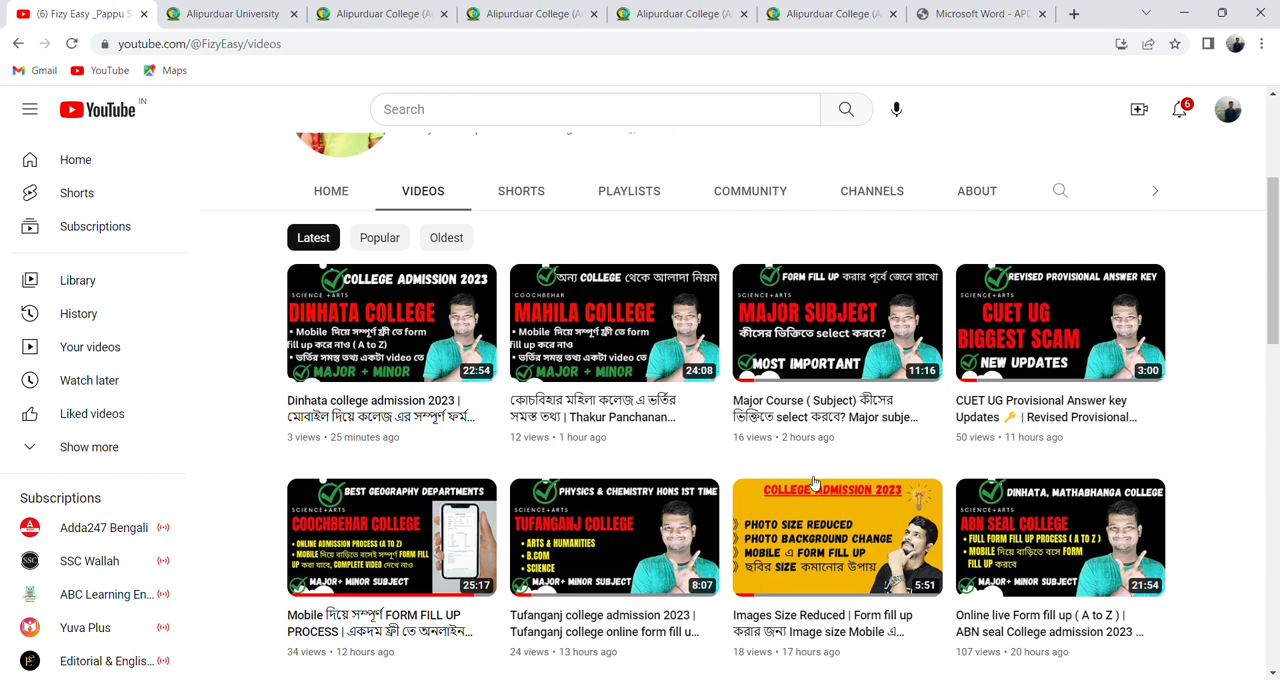 (6) Fizy Easy _Pappu S
Alipurduar University
Alipurduar College (A
Alipurduar College (A
Alipurduar College (A
Alipurduar College (A
Microsoft Word - APD
youtube.com/@FizyEasy/videos
Gmail
YouTube
Maps
YouTube IN
Search
6
Home
Shorts
Subscriptions
Library
History
Your videos
Watch later
Liked videos
Show more
Subscriptions
Adda247 Bengali
SSC Wallah
ABC Learning En...
Yuva Plus
Editorial & Englis...
HOME
VIDEOS
SHORTS
PLAYLISTS
COMMUNITY
CHANNELS
ABOUT
Latest
Popular
Oldest
COLLEGE ADMISSION 2023
SCIENCE +ARTS
DINHATA COLLEGE
• Mobile দিয়ে সম্পূর্ণ ফ্রী তে form
fill up করে নাও ( A to Z)
• ভর্তির সমস্ত তথ্য একটা video তে
MAJOR + MINOR
22:54
Dinhata college admission 2023 |
মোবাইল দিয়ে কলেজ এর সম্পূর্ণ ফর্ম...
3 views • 25 minutes ago
অন্য COLLEGE থেকে আলাদা নিয়ম
COOCHBEHAR
MAHILA COLLEGE
• Mobile দিয়ে সম্পূর্ণ ফ্রী তে form
fill up করে নাও (A to Z)
• ভর্তির সমস্ত তথ্য একটা video তে
MAJOR + MINOR
24:08
কোচবিহার মহিলা কলেজ এ ভর্তির
সমস্ত তথ্য | Thakur Panchanan...
12 views • 1 hour ago
FORM FILL UP করার পূর্বে জেনে রাখো
SCIENCE+ARTS
MAJOR SUBJECT
কীসের ভিত্তিতে select করবে?
MOST IMPORTANT
11:16
Major Course ( Subject) কীসের
ভিত্তিতে select করবে? Major subje...
16 views • 2 hours ago
REVISED PROVISIONAL ANSWER KEY
SCIENCE+ARTS
CUET UG
BIGGEST SCAM
NEW UPDATES
3:00
CUET UG Provisional Answer key
Updates 🔑 | Revised Provisional...
50 views • 11 hours ago
BEST GEOGRAPHY DEPARTMENTS
SCIENCE+ARTS
COOCHBEHAR COLLEGE
• ONLINE ADMISSION PROCESS (A TO Z)
• MOBILE দিয়ে বাড়িতে বসেই সম্পূর্ণ FORM FILL
UP করা যাবে, COMPLETE VIDEO দেখে নাও
MAJOR+ MINOR SUBJECT
25:17
Mobile দিয়ে সম্পূর্ণ FORM FILL UP
PROCESS | একদম ফ্রী তে অনলাইন...
34 views • 12 hours ago
PHYSICS & CHEMISTRY HONS 1ST TIME
SCIENCE+ARTS
TUFANGANJ COLLEGE
• ARTS & HUMANITIES
• B.COM
• SCIENCE
MAJOR+ MINOR SUBJECT
8:07
Tufanganj college admission 2023 |
Tufanganj college online form fill u...
24 views • 13 hours ago
COLLEGE ADMISSION 2023
PHOTO SIZE REDUCED
PHOTO BACKGROUND CHANGE
MOBILE এ FORM FILL UP
ছবির SIZE কমানোর উপায়
5:51
Images Size Reduced | Form fill up
করার জন্য Image size Mobile এ...
18 views • 17 hours ago
DINHATA, MATHABHANGA COLLEGE
SCIENCE+ARTS
ABN SEAL COLLEGE
• FULL FORM FILL UP PROCESS ( A TO Z )
• MOBILE দিয়ে বাড়িতে বসে FORM
FILL UP করবে
MAJOR+ MINOR SUBJECT
21:54
Online live Form fill up ( A to Z ) |
ABN seal College admission 2023 ...
107 views • 20 hours ago